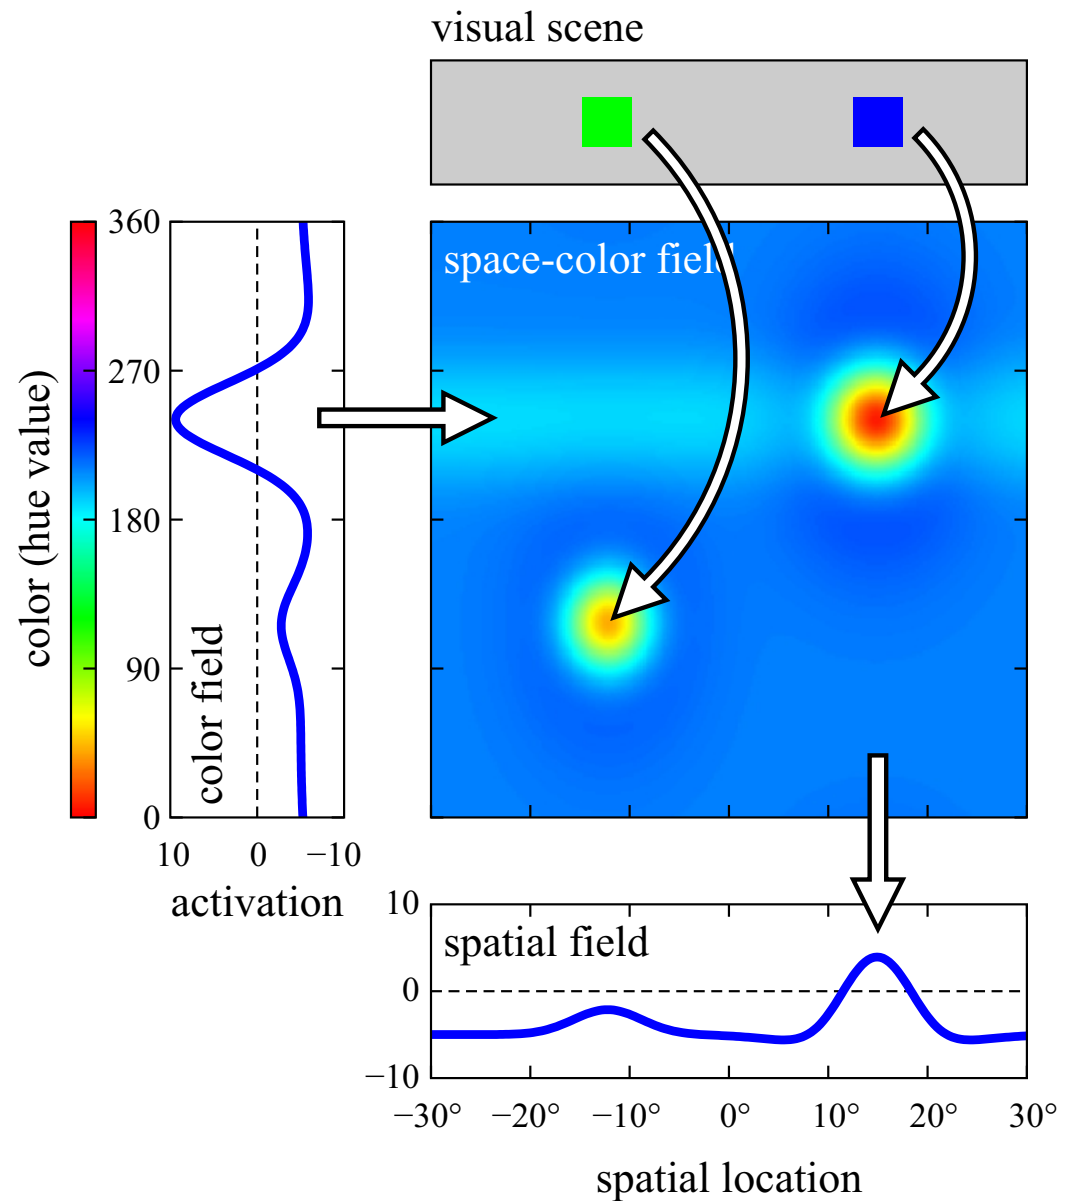 visual scene
space-color field
color (hue value)
360
270
180
90
0
color field
10 0 −10
activation
spatial field
10
0
−10
−30° −20° −10° 0° 10° 20° 30°
spatial location